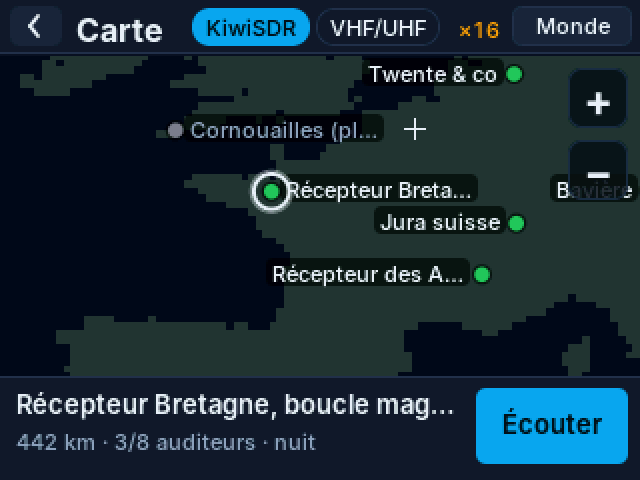 Carte
KiwiSDR
VHF/UHF
×16
Monde
Twente & co
Cornouailles (pl...
Récepteur Breta...
Bavière
Jura suisse
Récepteur des A...
Récepteur Bretagne, boucle mag...
442 km · 3/8 auditeurs · nuit
Écouter